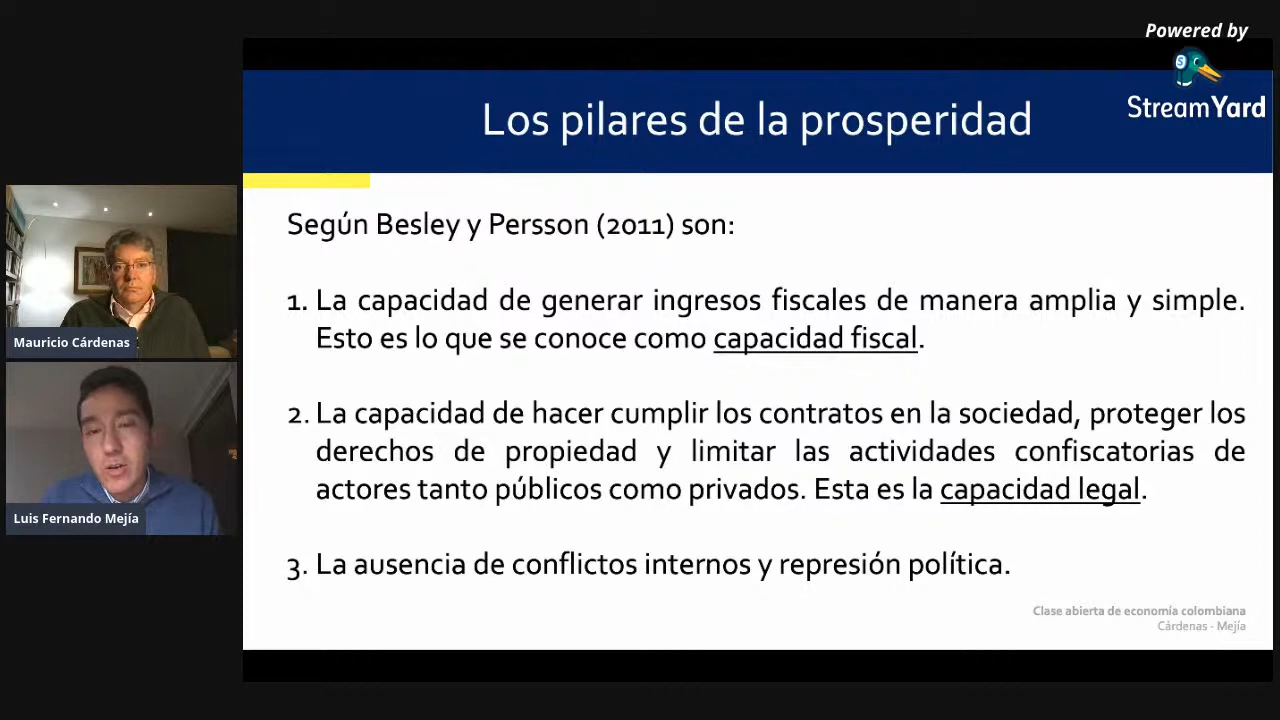 Powered by
StreamYard
Los pilares de la prosperidad
Según Besley y Persson (2011) son:
1. La capacidad de generar ingresos fiscales de manera amplia y simple.
Esto es lo que se conoce como capacidad fiscal.
2. La capacidad de hacer cumplir los contratos en la sociedad, proteger los
derechos de propiedad y limitar las actividades confiscatorias de
actores tanto públicos como privados. Esta es la capacidad legal.
3. La ausencia de conflictos internos y represión política.
Clase abierta de economía colombiana
Cárdenas - Mejía
Mauricio Cárdenas
Luis Fernando Mejía